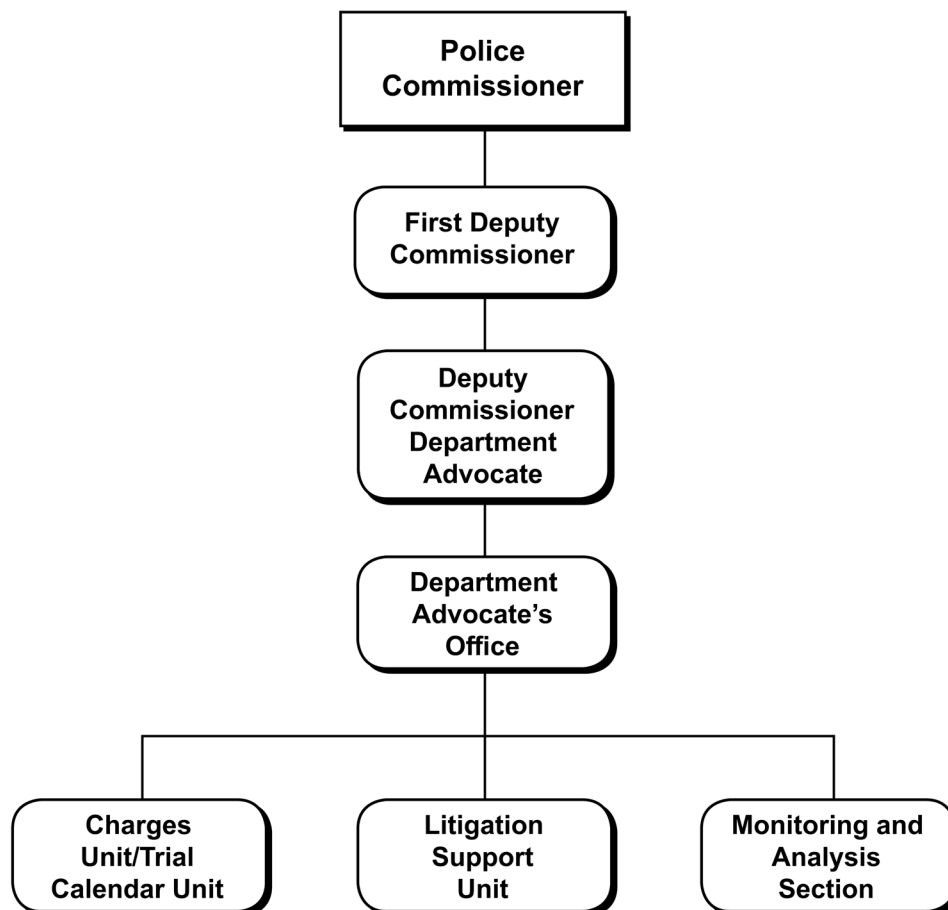 Police
Commissioner
First Deputy
Commissioner
Deputy
Commissioner
Department
Advocate
Department
Advocate’s
Office
Charges
Unit/Trial
Calendar Unit
Litigation
Support
Unit
Monitoring and
Analysis
Section